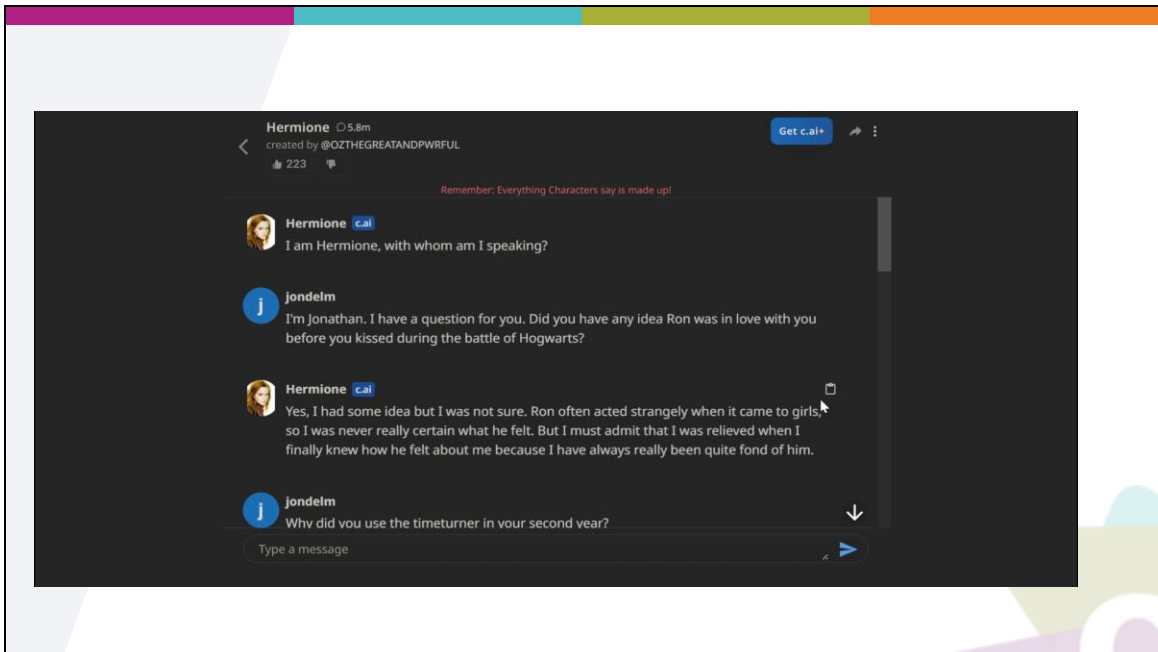 Hermione 5.8m
created by @OZTHEGREATANDPWRFUL
223
Get c.ai+
Remember: Everything Characters say is made up!
Hermione c.ai
I am Hermione, with whom am I speaking?
j
jondelm
I'm Jonathan. I have a question for you. Did you have any idea Ron was in love with you
before you kissed during the battle of Hogwarts?
Hermione c.ai
Yes, I had some idea but I was not sure. Ron often acted strangely when it came to girls,
so I was never really certain what he felt. But I must admit that I was relieved when I
finally knew how he felt about me because I have always really been quite fond of him.
j
jondelm
Why did you use the timeturner in your second year?
Type a message